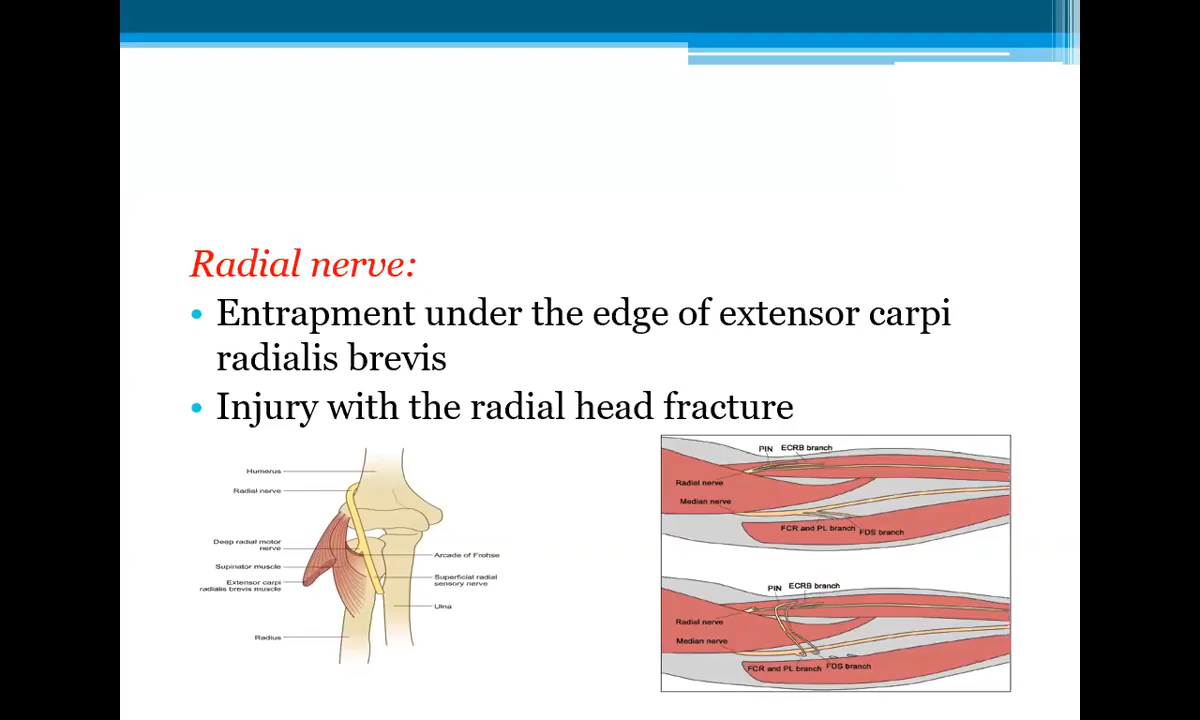 Radial nerve:
• Entrapment under the edge of extensor carpi
radialis brevis
• Injury with the radial head fracture
Humerus
Radial nerve
Deep radial motor
nerve
Supinator muscle
Extensor carpi
radialis brevis muscle
Radius
Arcade of Frohse
Superficial radial
sensory nerve
Ulna
PIN ECRB branch
Radial nerve
Median nerve
FCR and PL branch FDS branch
PIN ECRB branch
Radial nerve
Median nerve
FCR and PL branch FDS branch